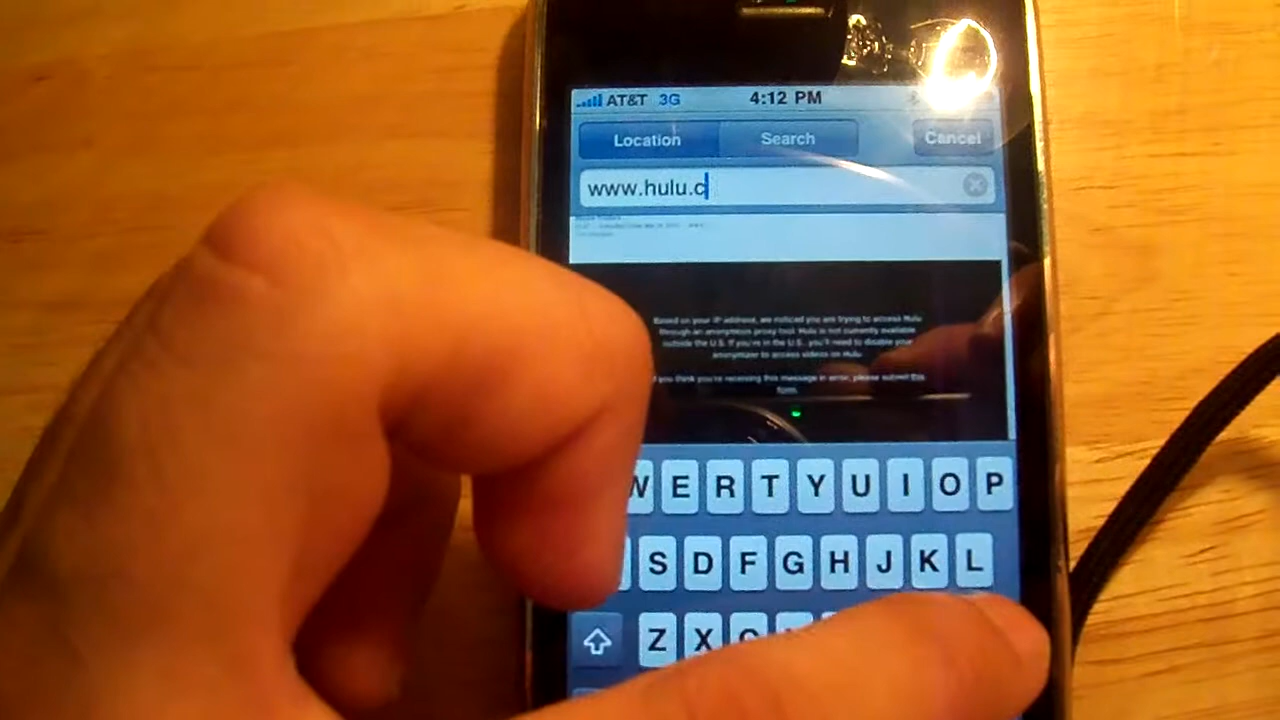 AT&T 3G 4:12 PM
Location Search Cancel
www.hulu.c
Based on your IP address, we noticed you are trying to access Hulu
through an anonymous proxy tool. Hulu is not currently available
outside the U.S. If you're in the U.S., you'll need to disable your
anonymizer to access videos on Hulu.
you think you're receiving this message in error, please submit this
form.
W E R T Y U I O P
S D F G H J K L
Z X C